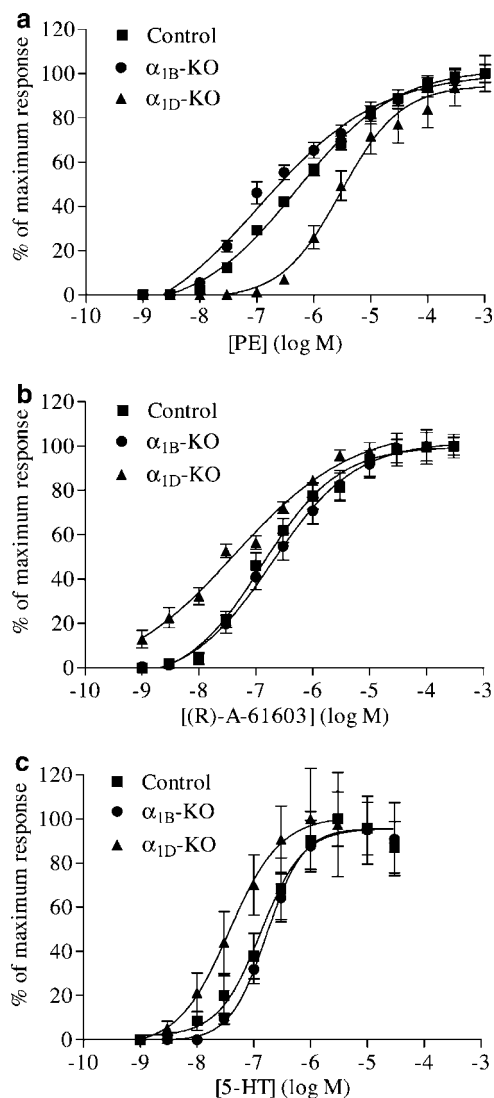 a
Control
α1B-KO
α1D-KO
% of maximum response
120
100
80
60
40
20
0
-10 -9 -8 -7 -6 -5 -4 -3
[PE] (log M)
b
Control
α1B-KO
α1D-KO
% of maximum response
120
100
80
60
40
20
0
-10 -9 -8 -7 -6 -5 -4 -3
[(R)-A-61603] (log M)
c
Control
α1B-KO
α1D-KO
% of maximum response
120
100
80
60
40
20
0
-10 -9 -8 -7 -6 -5 -4 -3
[5-HT] (log M)